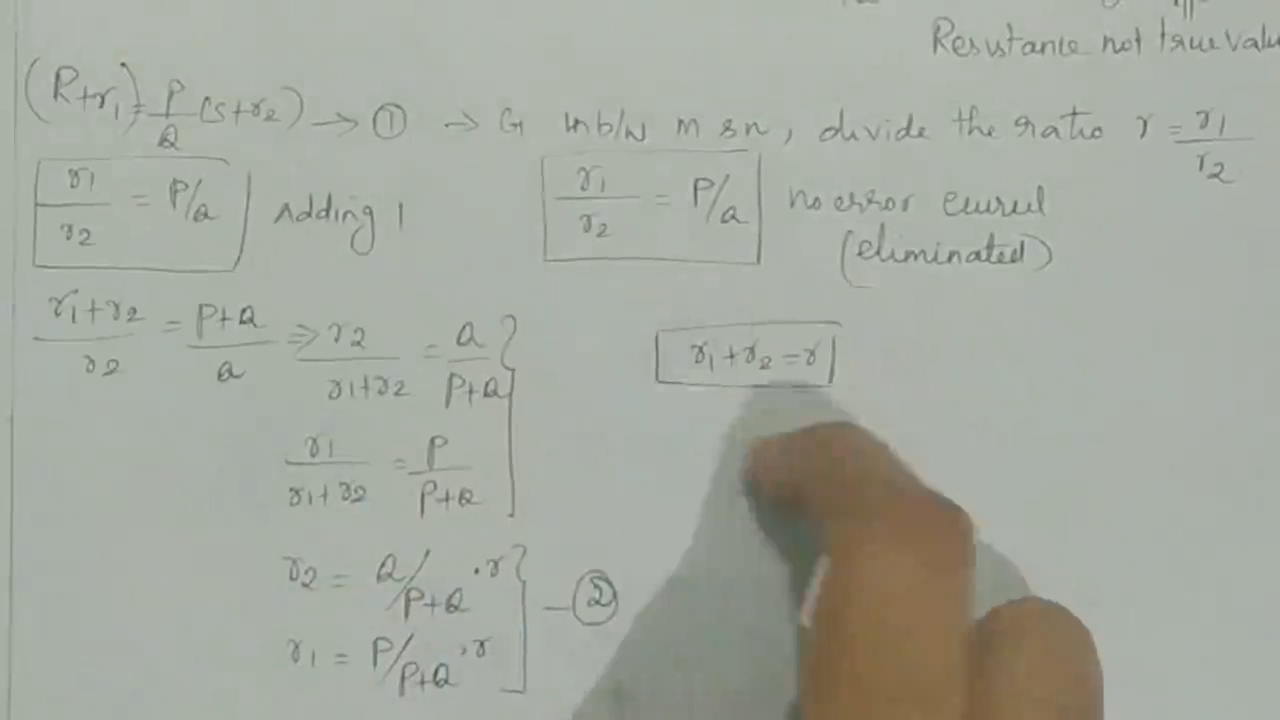 Resistance not true valu
(R+r1) = P/Q (S+r2) → ① → G in b/w m & n, divide the ratio r = r1/r2
r1/r2 = P/Q Adding 1 r1/r2 = P/Q no error
(eliminated)
r1+r2/r2 = P+Q/Q ⇒ r2/r1+r2 = Q/P+Q r1+r2=r
r1/r1+r2 = P/P+Q
r2 = Q/P+Q . r
r1 = P/P+Q . r — ②